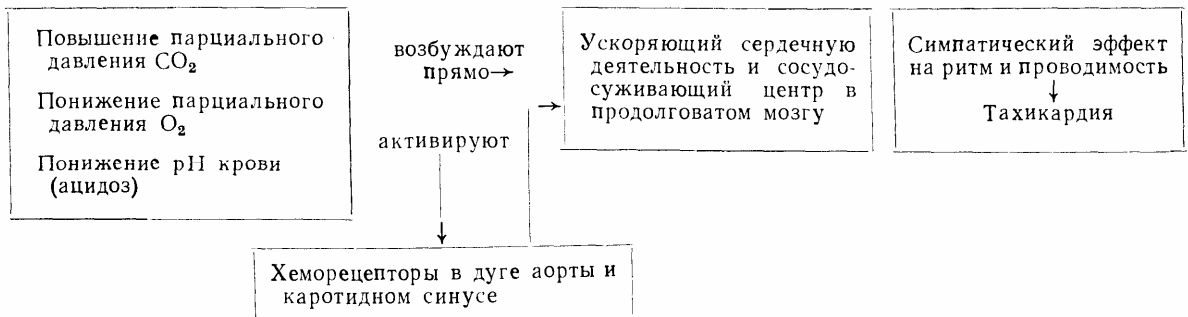 Повышение парциального
давления CO₂
Понижение парциального
давления O₂
Понижение pH крови
(ацидоз)
возбуждают
прямо→
активируют
Ускоряющий сердечную
деятельность и сосудо-
суживающий центр в
продолговатом мозгу
Симпатический эффект
на ритм и проводимость
↓
Тахикардия
Хеморецепторы в дуге аорты и
каротидном синусе